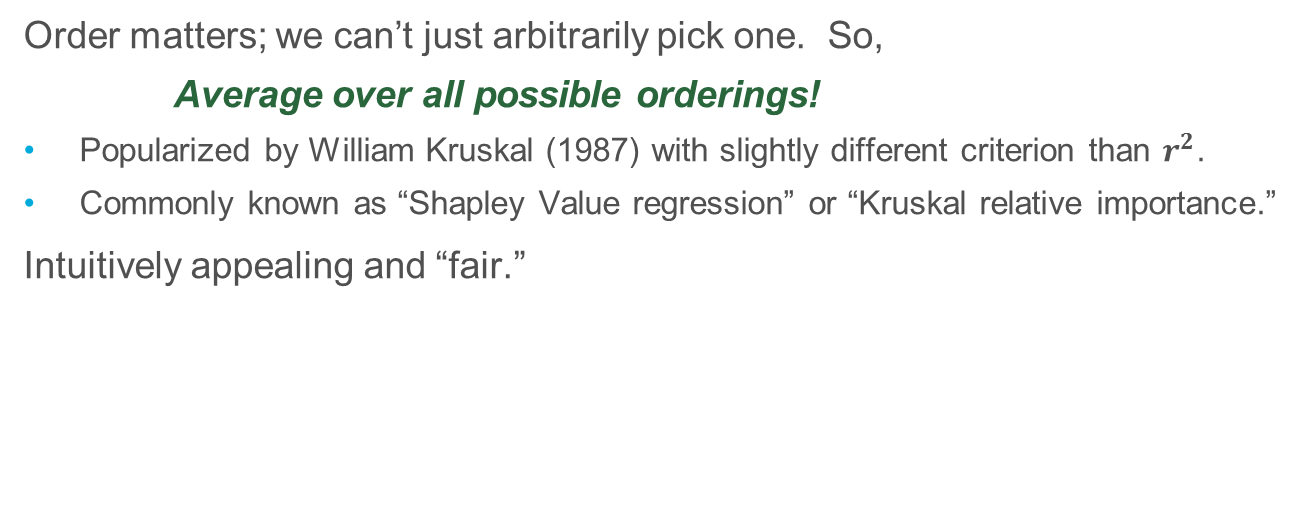 Order matters; we can’t just arbitrarily pick one. So,
Average over all possible orderings!
• Popularized by William Kruskal (1987) with slightly different criterion than r².
• Commonly known as “Shapley Value regression” or “Kruskal relative importance.”
Intuitively appealing and “fair.”